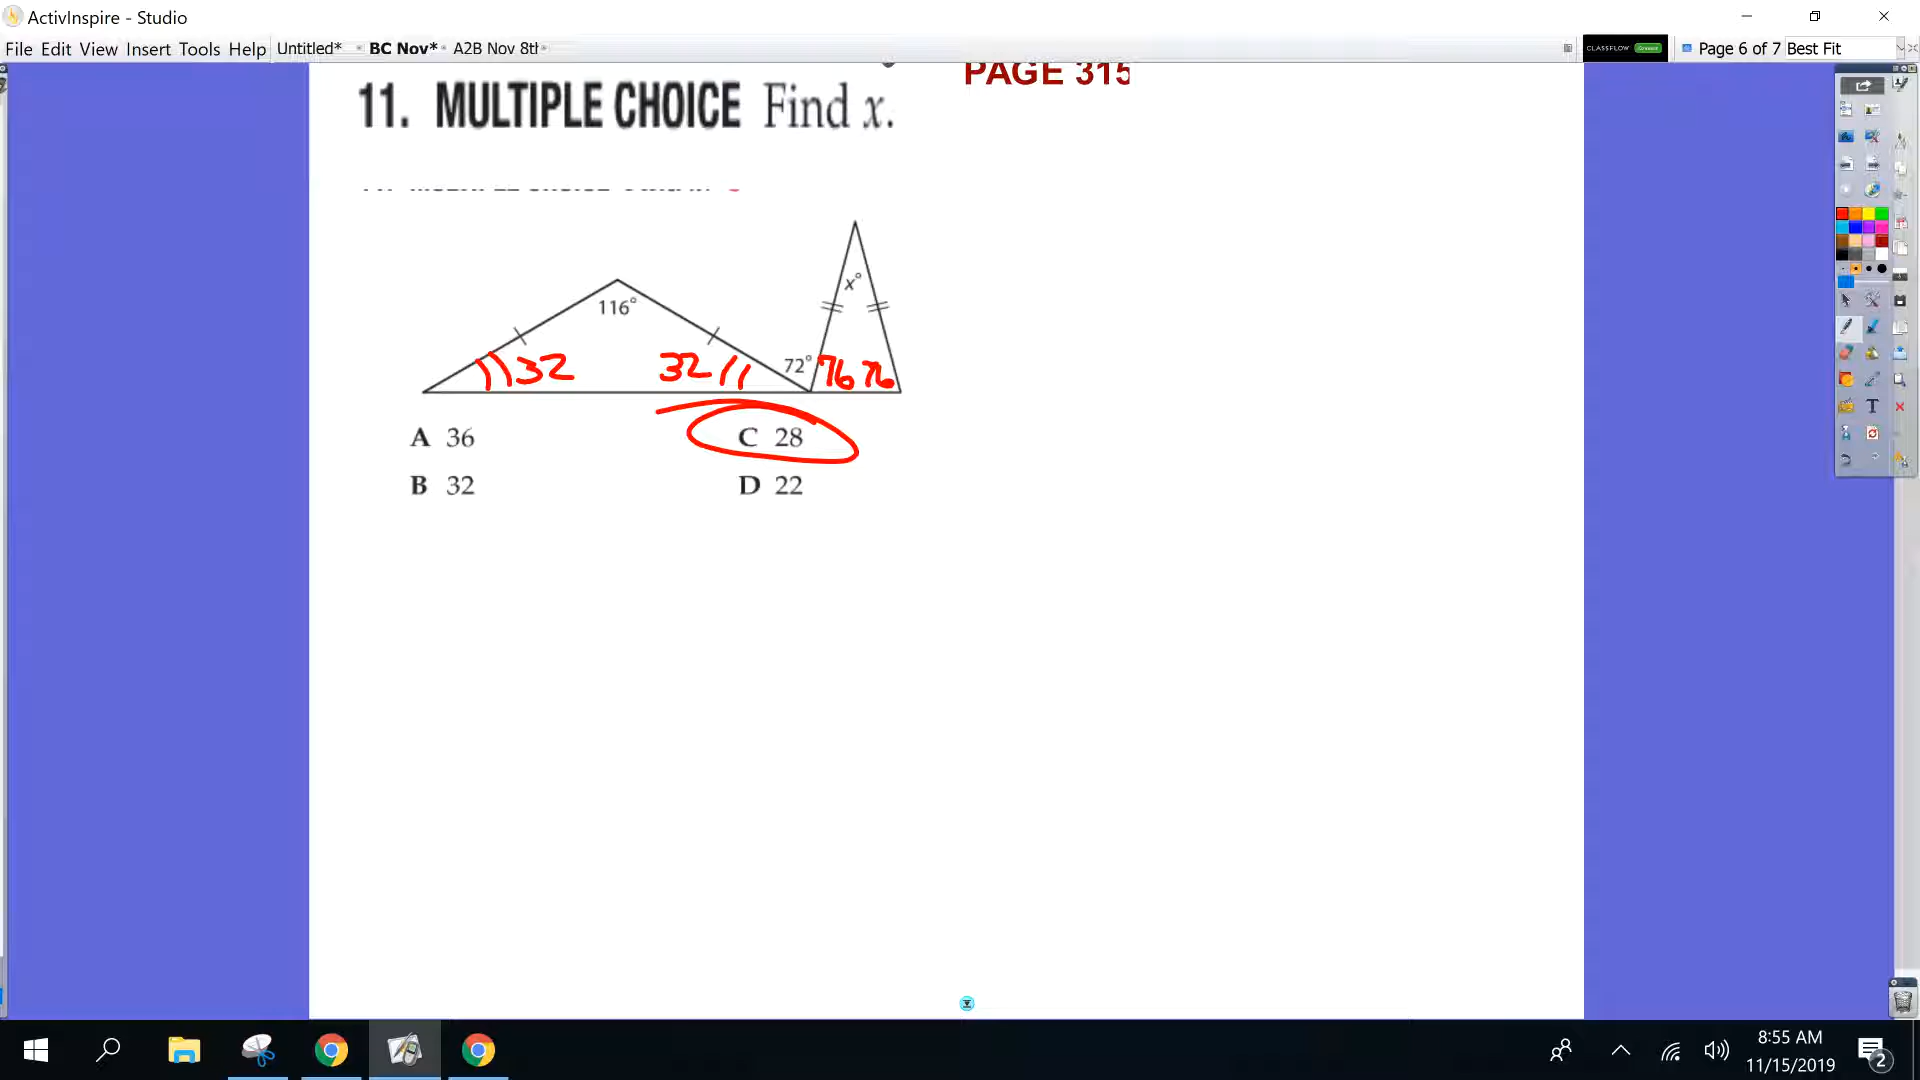 ActivInspire - Studio
File Edit View Insert Tools Help Untitled* BC Nov* A2B Nov 8th
CLASSFLOW Page 6 of 7 Best Fit
PAGE 315
11. MULTIPLE CHOICE Find x.
x°
116°
32 32 72° 76 76
A 36 C 28
B 32 D 22
T
8:55 AM
11/15/2019
2